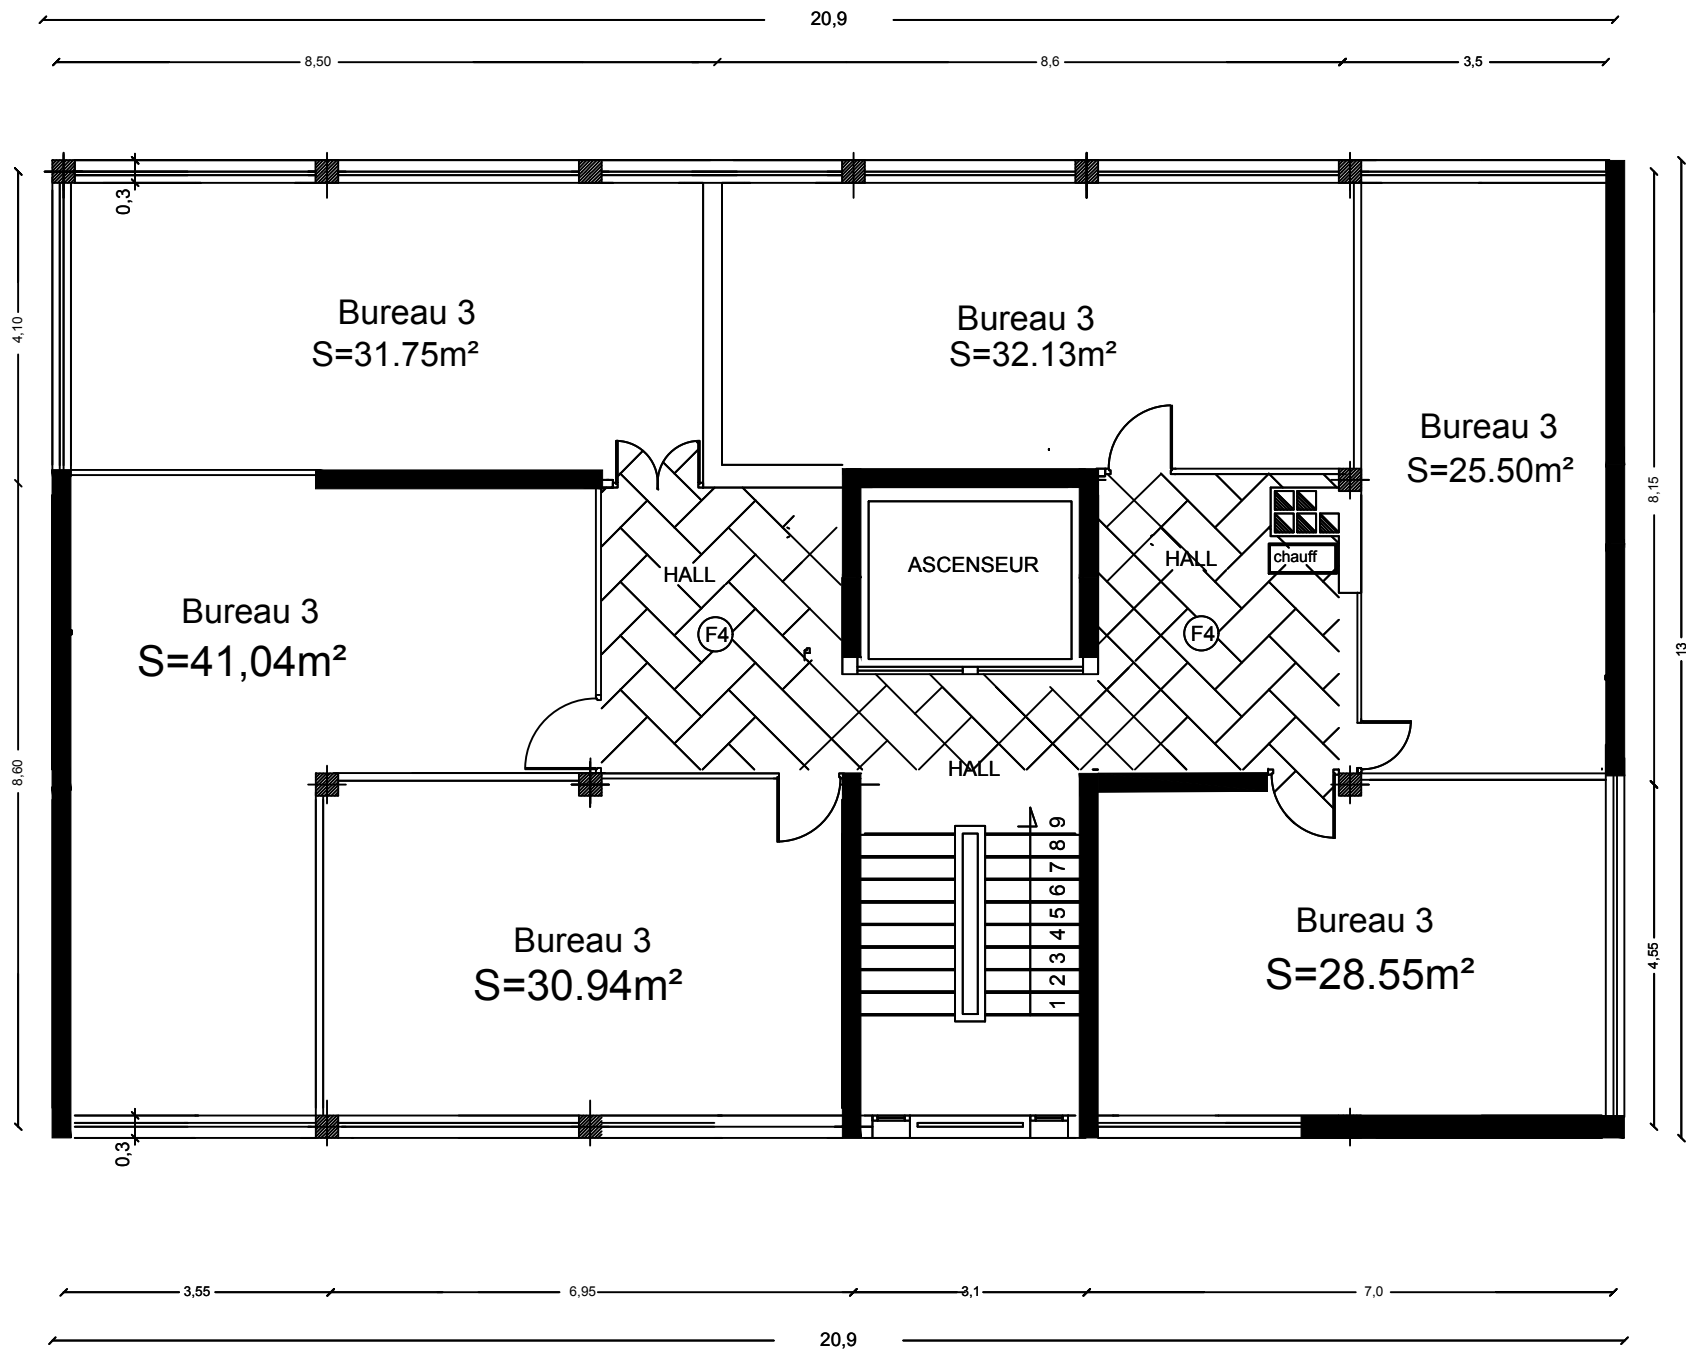 20,9
8,50
8,6
3,5
0,3
4,10
Bureau 3
S=31.75m²
Bureau 3
S=32.13m²
Bureau 3
S=25.50m²
8,15
ASCENSEUR
HALL
HALL
chauff
F4
F4
Bureau 3
S=41,04m²
13
8,60
HALL
1 2 3 4 5 6 7 8 9
Bureau 3
S=30.94m²
Bureau 3
S=28.55m²
4,55
0,3
3,55
6,95
3,1
7,0
20,9